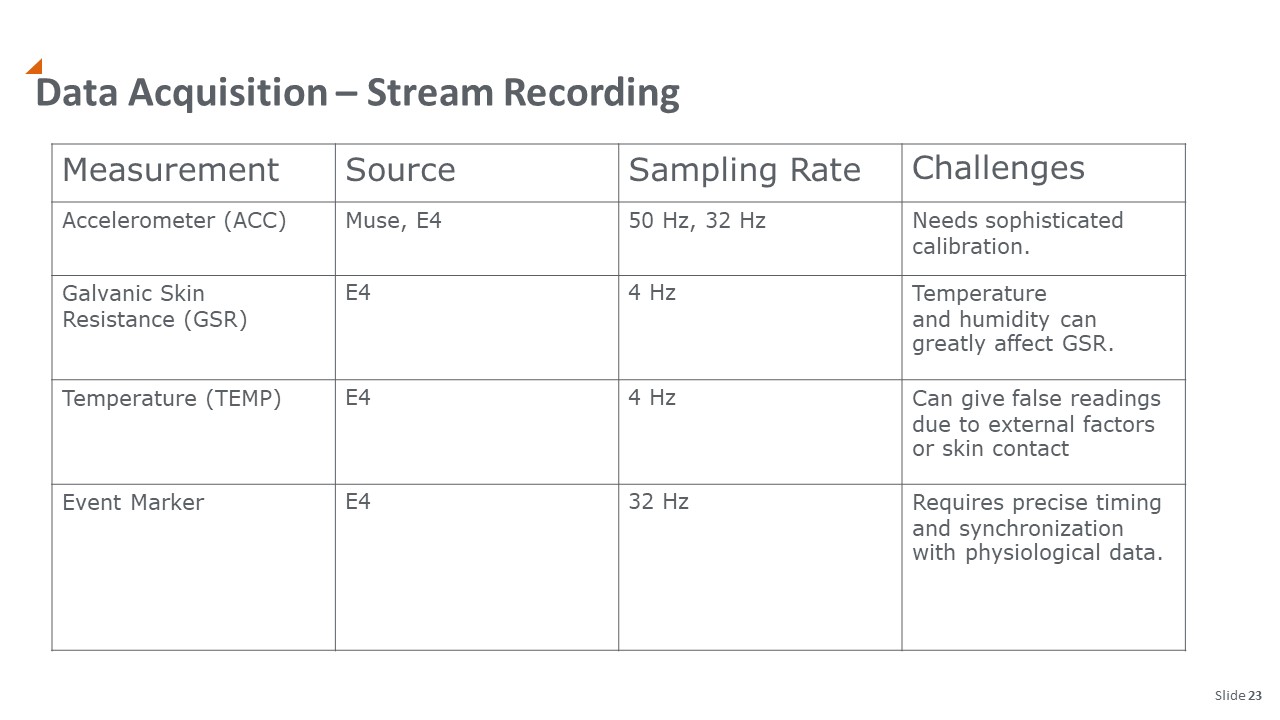 Data Acquisition – Stream Recording
Measurement
Source
Sampling Rate
Challenges
Accelerometer (ACC)
Muse, E4
50 Hz, 32 Hz
Needs sophisticated
calibration.
Galvanic Skin
Resistance (GSR)
E4
4 Hz
Temperature
and humidity can
greatly affect GSR.
Temperature (TEMP)
E4
4 Hz
Can give false readings
due to external factors
or skin contact
Event Marker
E4
32 Hz
Requires precise timing
and synchronization
with physiological data.
Slide 23